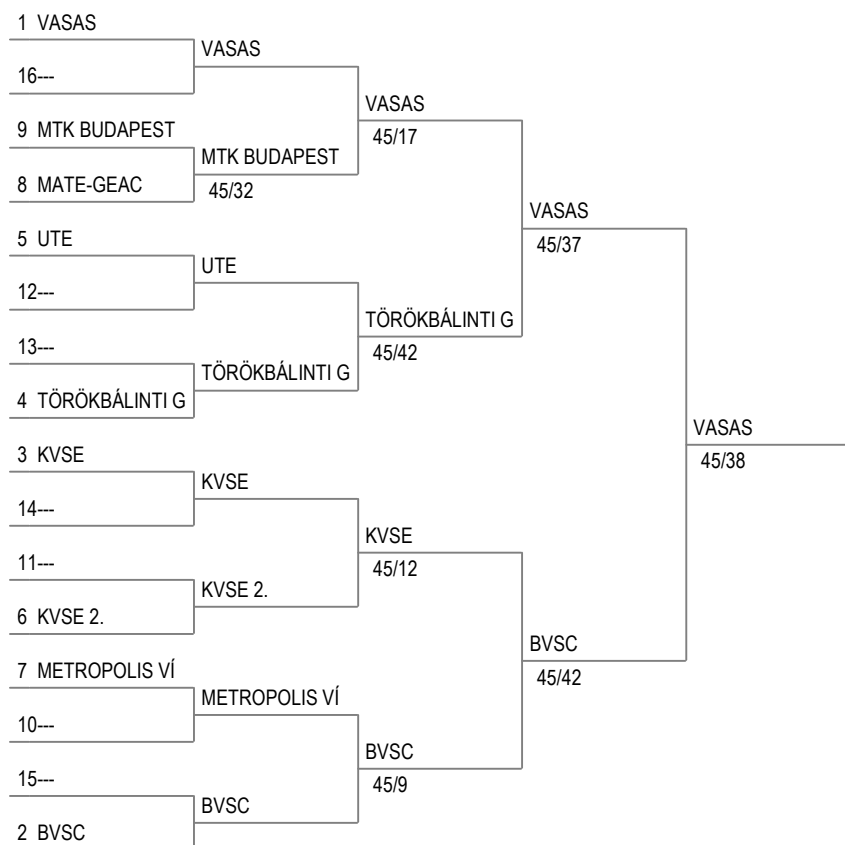 1 VASAS
VASAS
16---
VASAS
45/17
9 MTK BUDAPEST
MTK BUDAPEST
45/32
8 MATE-GEAC
VASAS
45/37
5 UTE
UTE
12---
TÖRÖKBÁLINTI G
45/42
13---
TÖRÖKBÁLINTI G
4 TÖRÖKBÁLINTI G
VASAS
45/38
3 KVSE
KVSE
14---
KVSE
45/12
11---
KVSE 2.
6 KVSE 2.
BVSC
45/42
7 METROPOLIS VÍ
METROPOLIS VÍ
10---
BVSC
45/9
15---
BVSC
2 BVSC